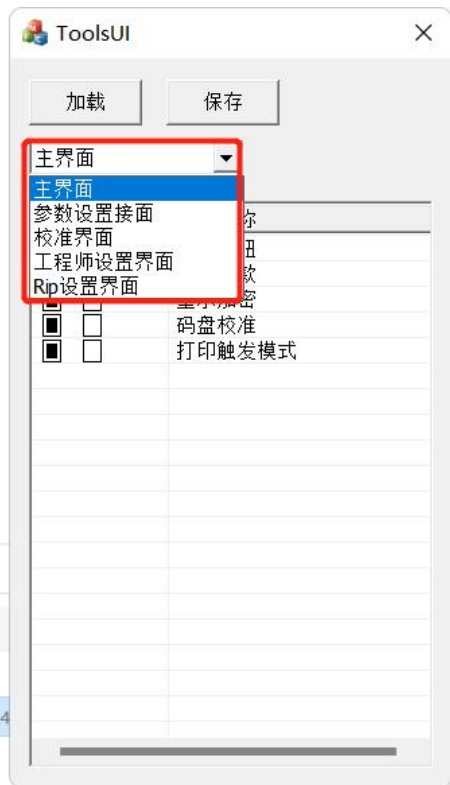 ToolsUI
加载
保存
主界面
主界面
参数设置接面
校准界面
工程师设置界面
Rip设置界面
码盘校准
打印触发模式